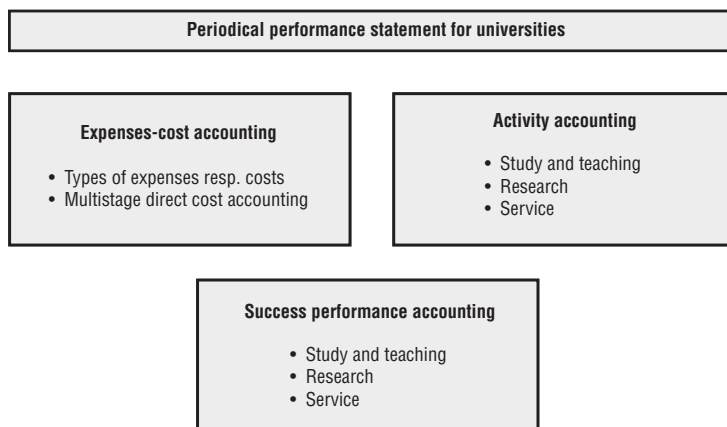 Periodical performance statement for universities
Expenses-cost accounting
• Types of expenses resp. costs
• Multistage direct cost accounting
Activity accounting
• Study and teaching
• Research
• Service
Success performance accounting
• Study and teaching
• Research
• Service